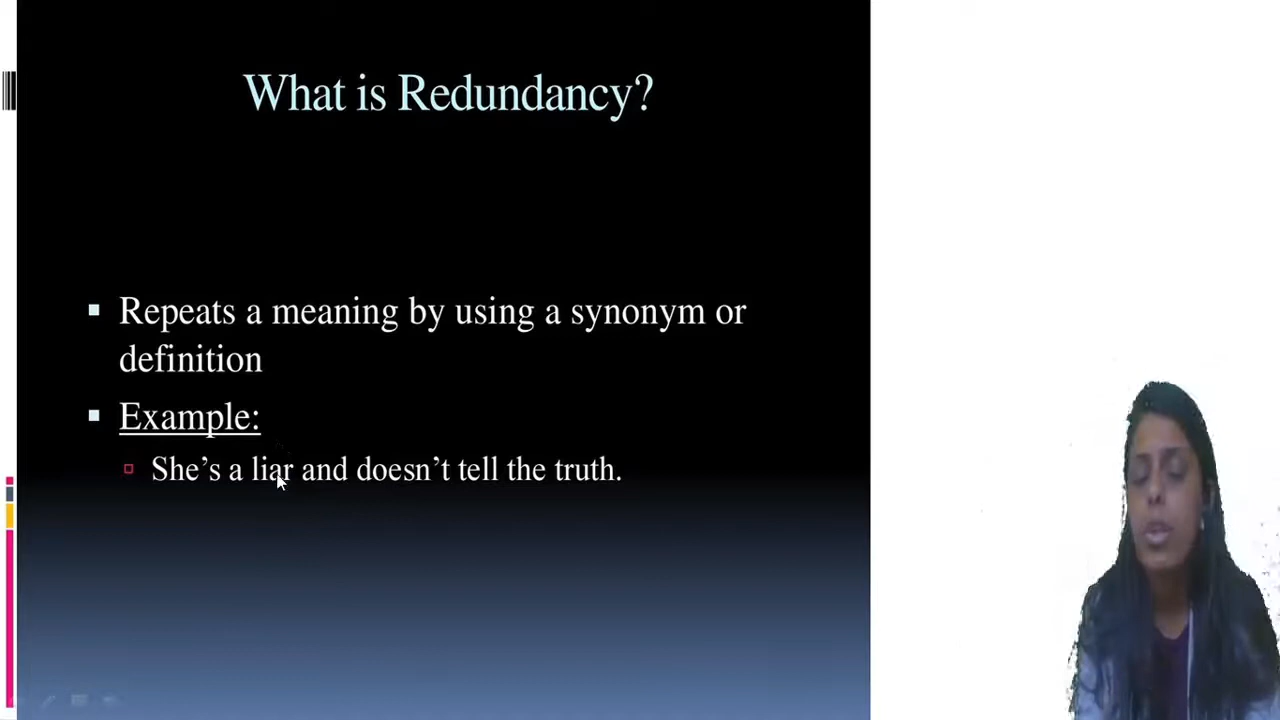 What is Redundancy?
Repeats a meaning by using a synonym or
definition
Example:
She’s a liar and doesn’t tell the truth.